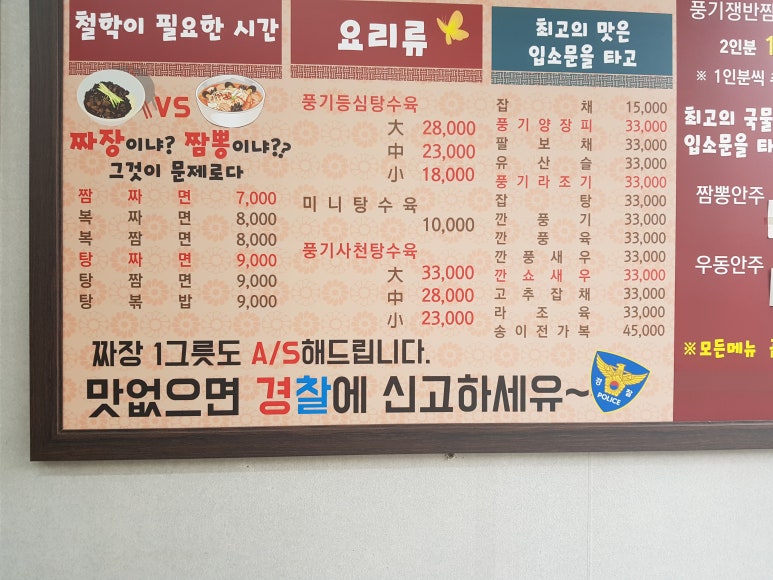 철학이 필요한 시간
VS
짜장이냐? 짬뽕이냐??
그것이 문제로다
짬 짜 면 7,000
복 짜 면 8,000
복 짬 면 8,000
탕 짜 면 9,000
탕 짬 면 9,000
탕 볶 밥 9,000
요리류
풍기등심탕수육
大 28,000
中 23,000
小 18,000
미니탕수육
10,000
풍기사천탕수육
大 33,000
中 28,000
小 23,000
최고의 맛은
입소문을 타고
잡 채 15,000
풍기양장피 33,000
팔보채 33,000
유산슬 33,000
풍기라조기 33,000
잡 탕 33,000
깐풍기 33,000
깐풍육 33,000
깐풍새우 33,000
깐쇼새우 33,000
고추잡채 33,000
라조육 33,000
송이전가복 45,000
짜장 1그릇도 A/S해드립니다.
맛없으면 경찰에 신고하세유~
경찰
POLICE
풍기쟁반짬
2인분 1
※ 1인분씩
최고의 국물
입소문을 타
짬뽕안주
우동안주
※모든메뉴